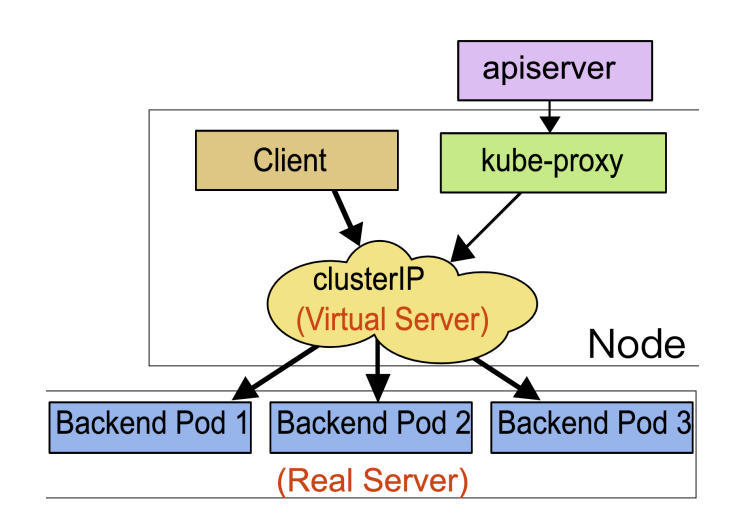 apiserver
Client
kube-proxy
clusterIP
(Virtual Server)
Node
Backend Pod 1
Backend Pod 2
Backend Pod 3
(Real Server)